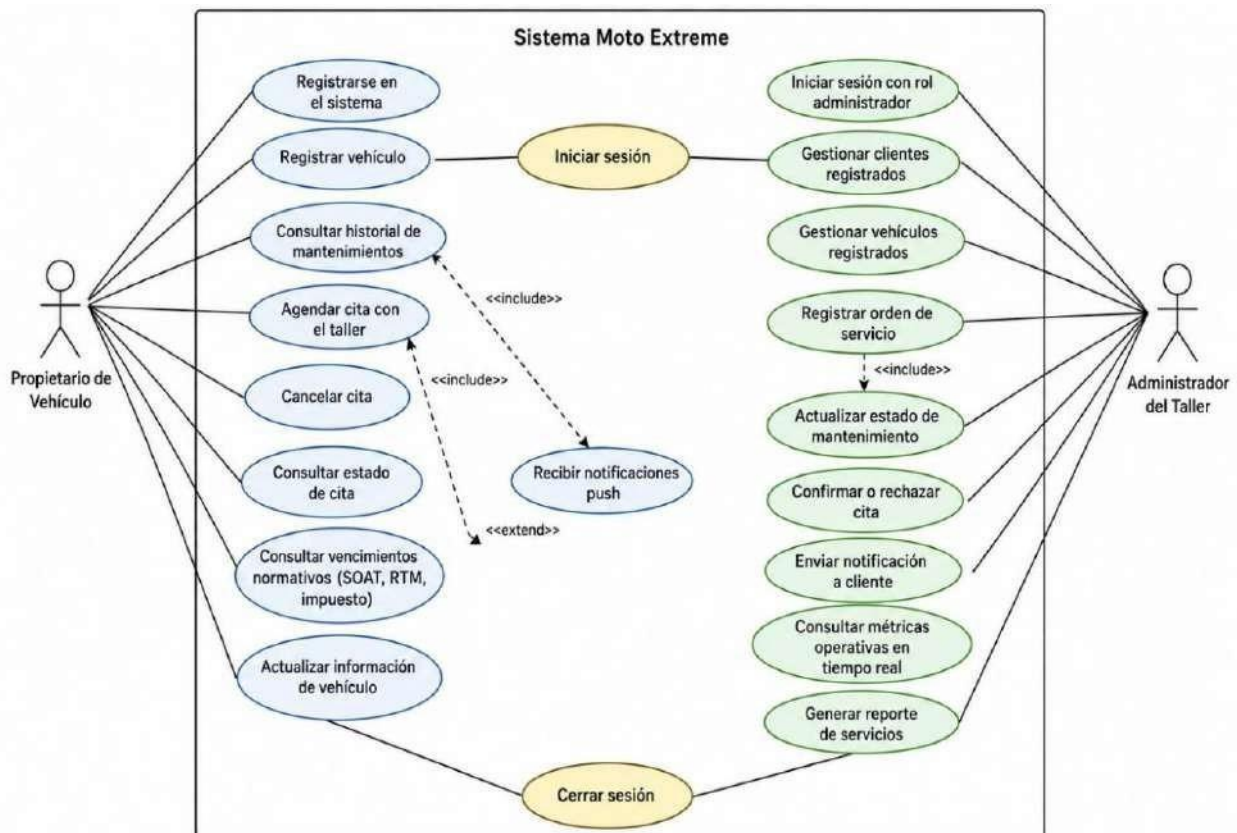 Sistema Moto Extreme
Registrarse en
el sistema
Registrar vehículo
Consultar historial de
mantenimientos
Agendar cita con
el taller
Cancelar cita
Consultar estado
de cita
Consultar vencimientos
normativos (SOAT, RTM,
impuesto)
Actualizar información
de vehículo
Propietario de
Vehículo
Iniciar sesión
<<include>>
<<include>>
Recibir notificaciones
push
<<extend>>
Cerrar sesión
Iniciar sesión con rol
administrador
Gestionar clientes
registrados
Gestionar vehículos
registrados
Registrar orden de
servicio
<<include>>
Actualizar estado de
mantenimiento
Confirmar o rechazar
cita
Enviar notificación
a cliente
Consultar métricas
operativas en
tiempo real
Generar reporte
de servicios
Administrador
del Taller